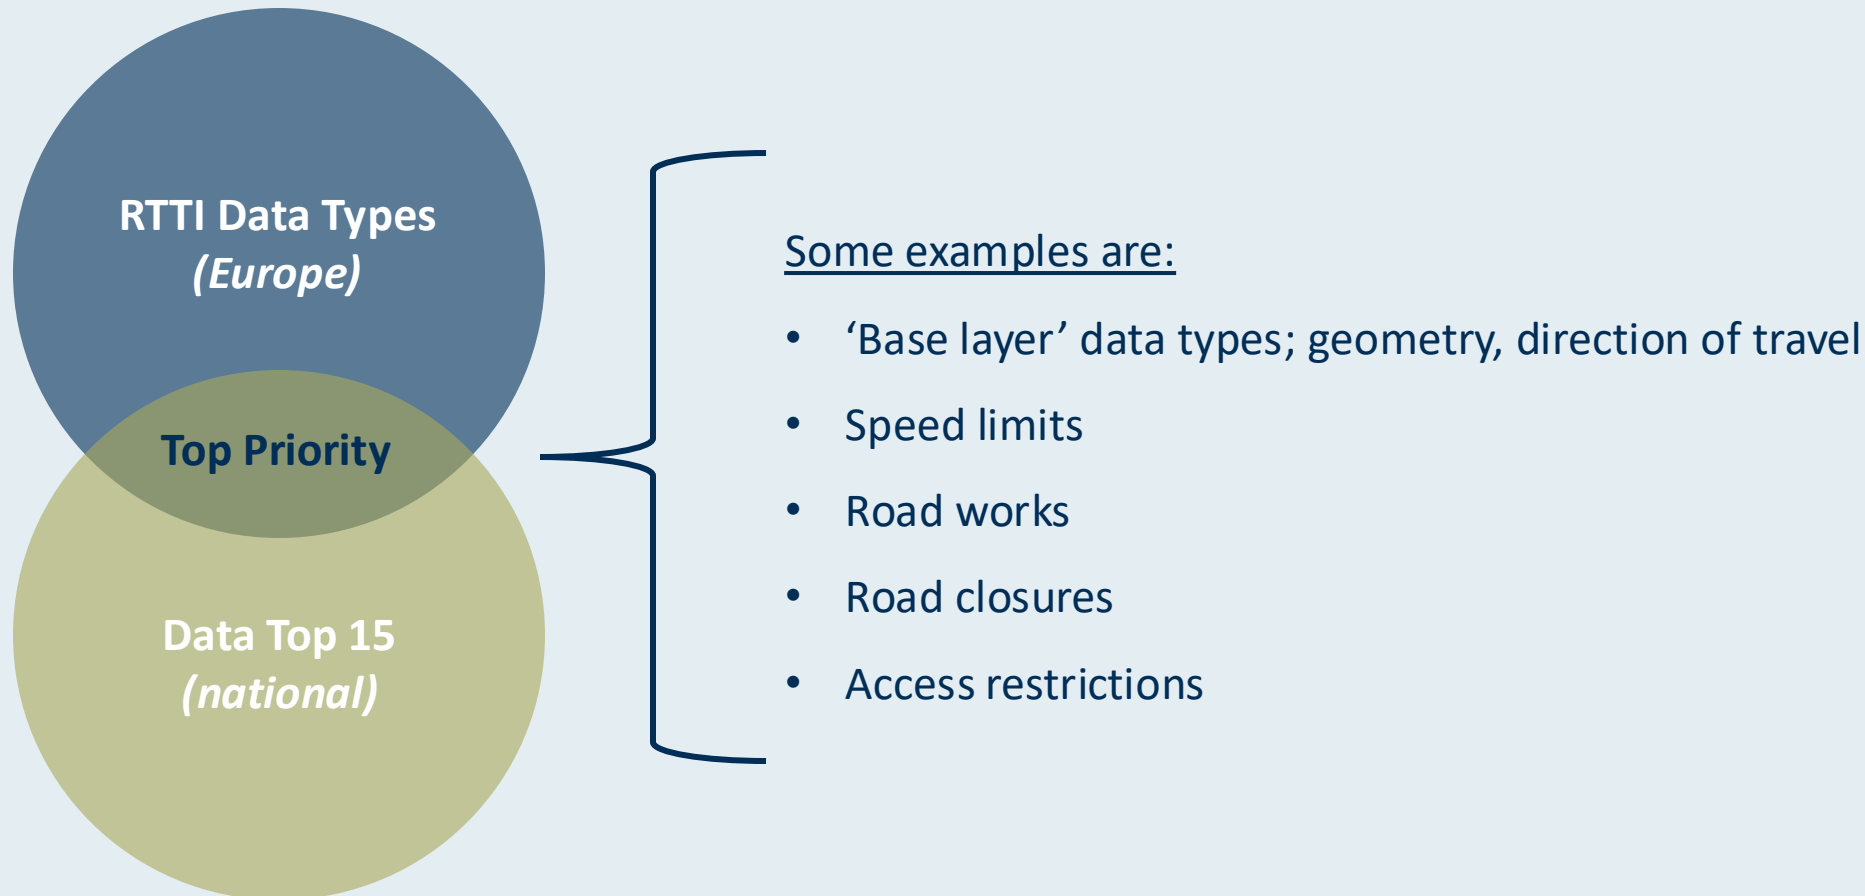 RTTI Data Types
(Europe)
Top Priority
Data Top 15
(national)
Some examples are:
• ‘Base layer’ data types; geometry, direction of travel
• Speed limits
• Road works
• Road closures
• Access restrictions